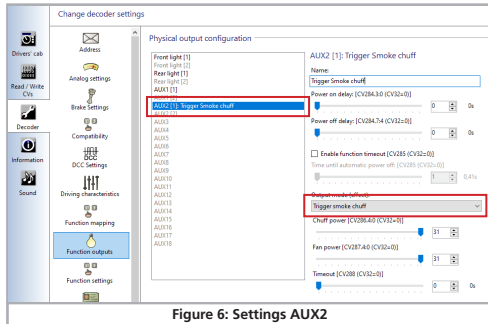 Change decoder settings
Drivers' cab
Read / Write
CVs
Decoder
Information
Sound
Address
Analog settings
Brake Settings
Compatibility
DCC
DCC Settings
Driving characteristics
Function mapping
Function outputs
Function settings
Physical output configuration
Front light [1]
Front light [2]
Rear light [1]
Rear light [2]
AUX1 [1]
AUX1 [2]
AUX2 [1]: Trigger Smoke chuff
AUX2 [2]
AUX3
AUX4
AUX5
AUX6
AUX7
AUX8
AUX9
AUX10
AUX11
AUX12
AUX13
AUX14
AUX15
AUX16
AUX17
AUX18
AUX2 [1]: Trigger Smoke chuff
Name:
Trigger Smoke chuff
Power on delay: [CV284.3:0 (CV32=0)]
0 0s
Power off delay: [CV284.7:4 (CV32=0)]
0 0s
Enable function timeout [CV285 (CV32=0)]
Time until automatic power off: [CV285 (CV32=0)]
1 0,41s
Output mode (effect)
Trigger smoke chuff
Chuff power [CV286.4:0 (CV32=0)]
31
Fan power [CV287.4:0 (CV32=0)]
31
Timeout [CV288 (CV32=0)]
0 0s
Figure 6: Settings AUX2